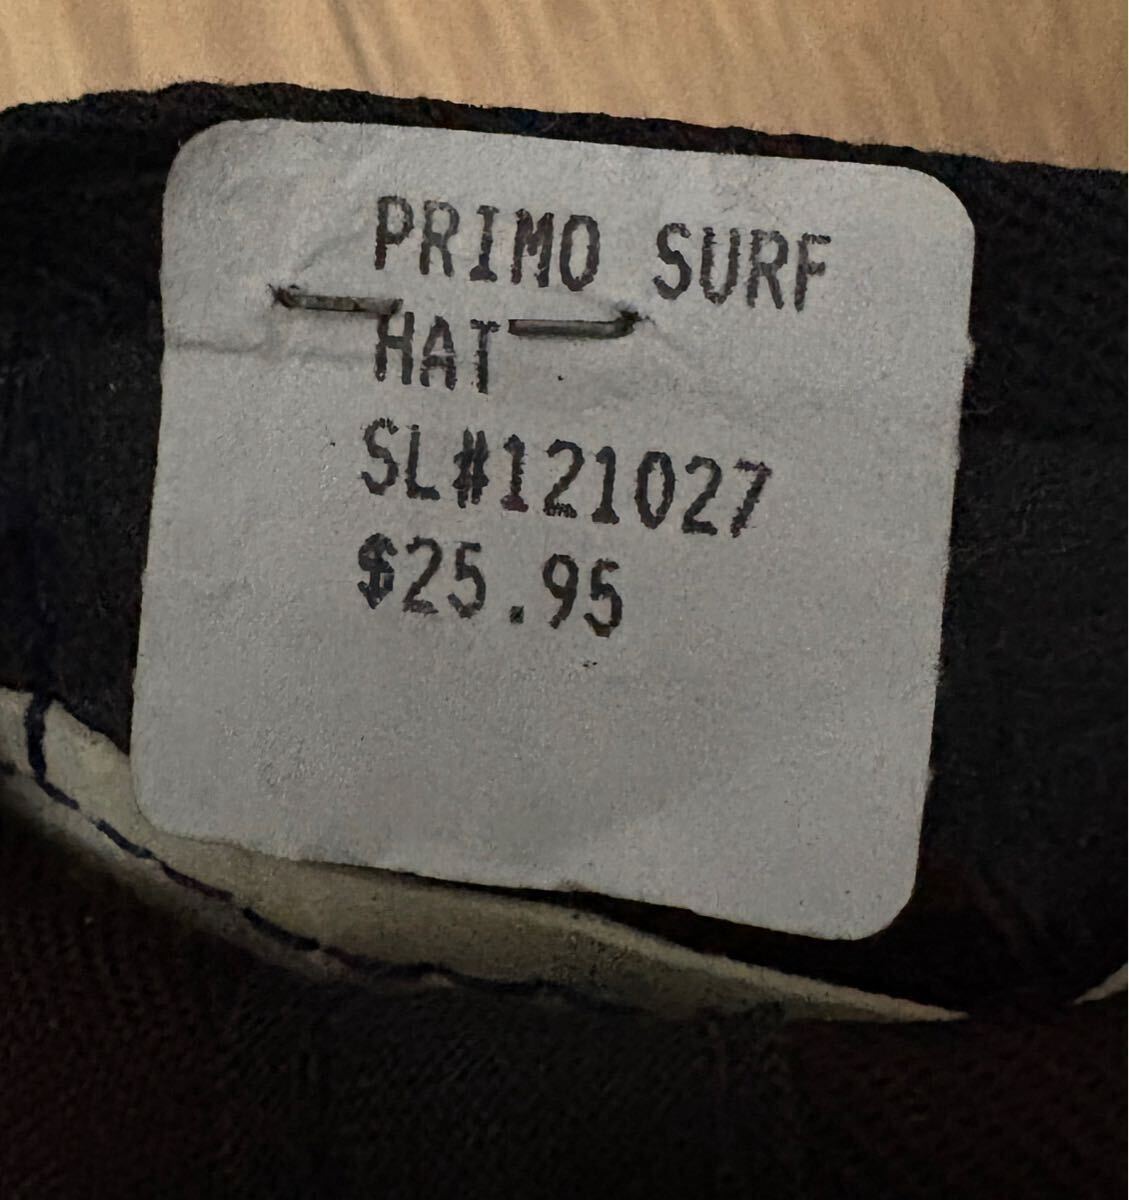 PRIMO SURF
HAT
SL#121027
$25.95